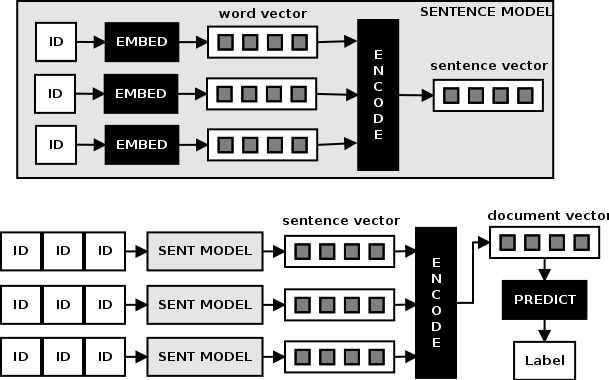 SENTENCE MODEL
word vector
ID EMBED
sentence vector
ID EMBED
ID EMBED
ENCODE
sentence vector
document vector
ID ID ID SENT MODEL
ID ID ID SENT MODEL
ID ID ID SENT MODEL
ENCODE
PREDICT
Label